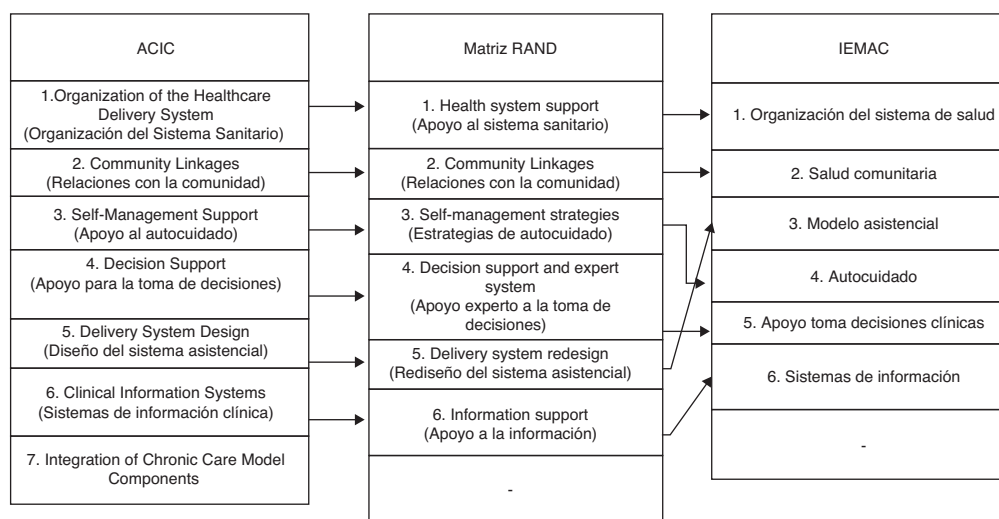 ACIC
1.Organization of the Healthcare
Delivery System
(Organización del Sistema Sanitario)
2. Community Linkages
(Relaciones con la comunidad)
3. Self-Management Support
(Apoyo al autocuidado)
4. Decision Support
(Apoyo para la toma de decisiones)
5. Delivery System Design
(Diseño del sistema asistencial)
6. Clinical Information Systems
(Sistemas de información clínica)
7. Integration of Chronic Care Model
Components
Matriz RAND
1. Health system support
(Apoyo al sistema sanitario)
2. Community Linkages
(Relaciones con la comunidad)
3. Self-management strategies
(Estrategias de autocuidado)
4. Decision support and expert
system
(Apoyo experto a la toma de
decisiones)
5. Delivery system redesign
(Rediseño del sistema asistencial)
6. Information support
(Apoyo a la información)
-
IEMAC
1. Organización del sistema de salud
2. Salud comunitaria
3. Modelo asistencial
4. Autocuidado
5. Apoyo toma decisiones clínicas
6. Sistemas de información
-